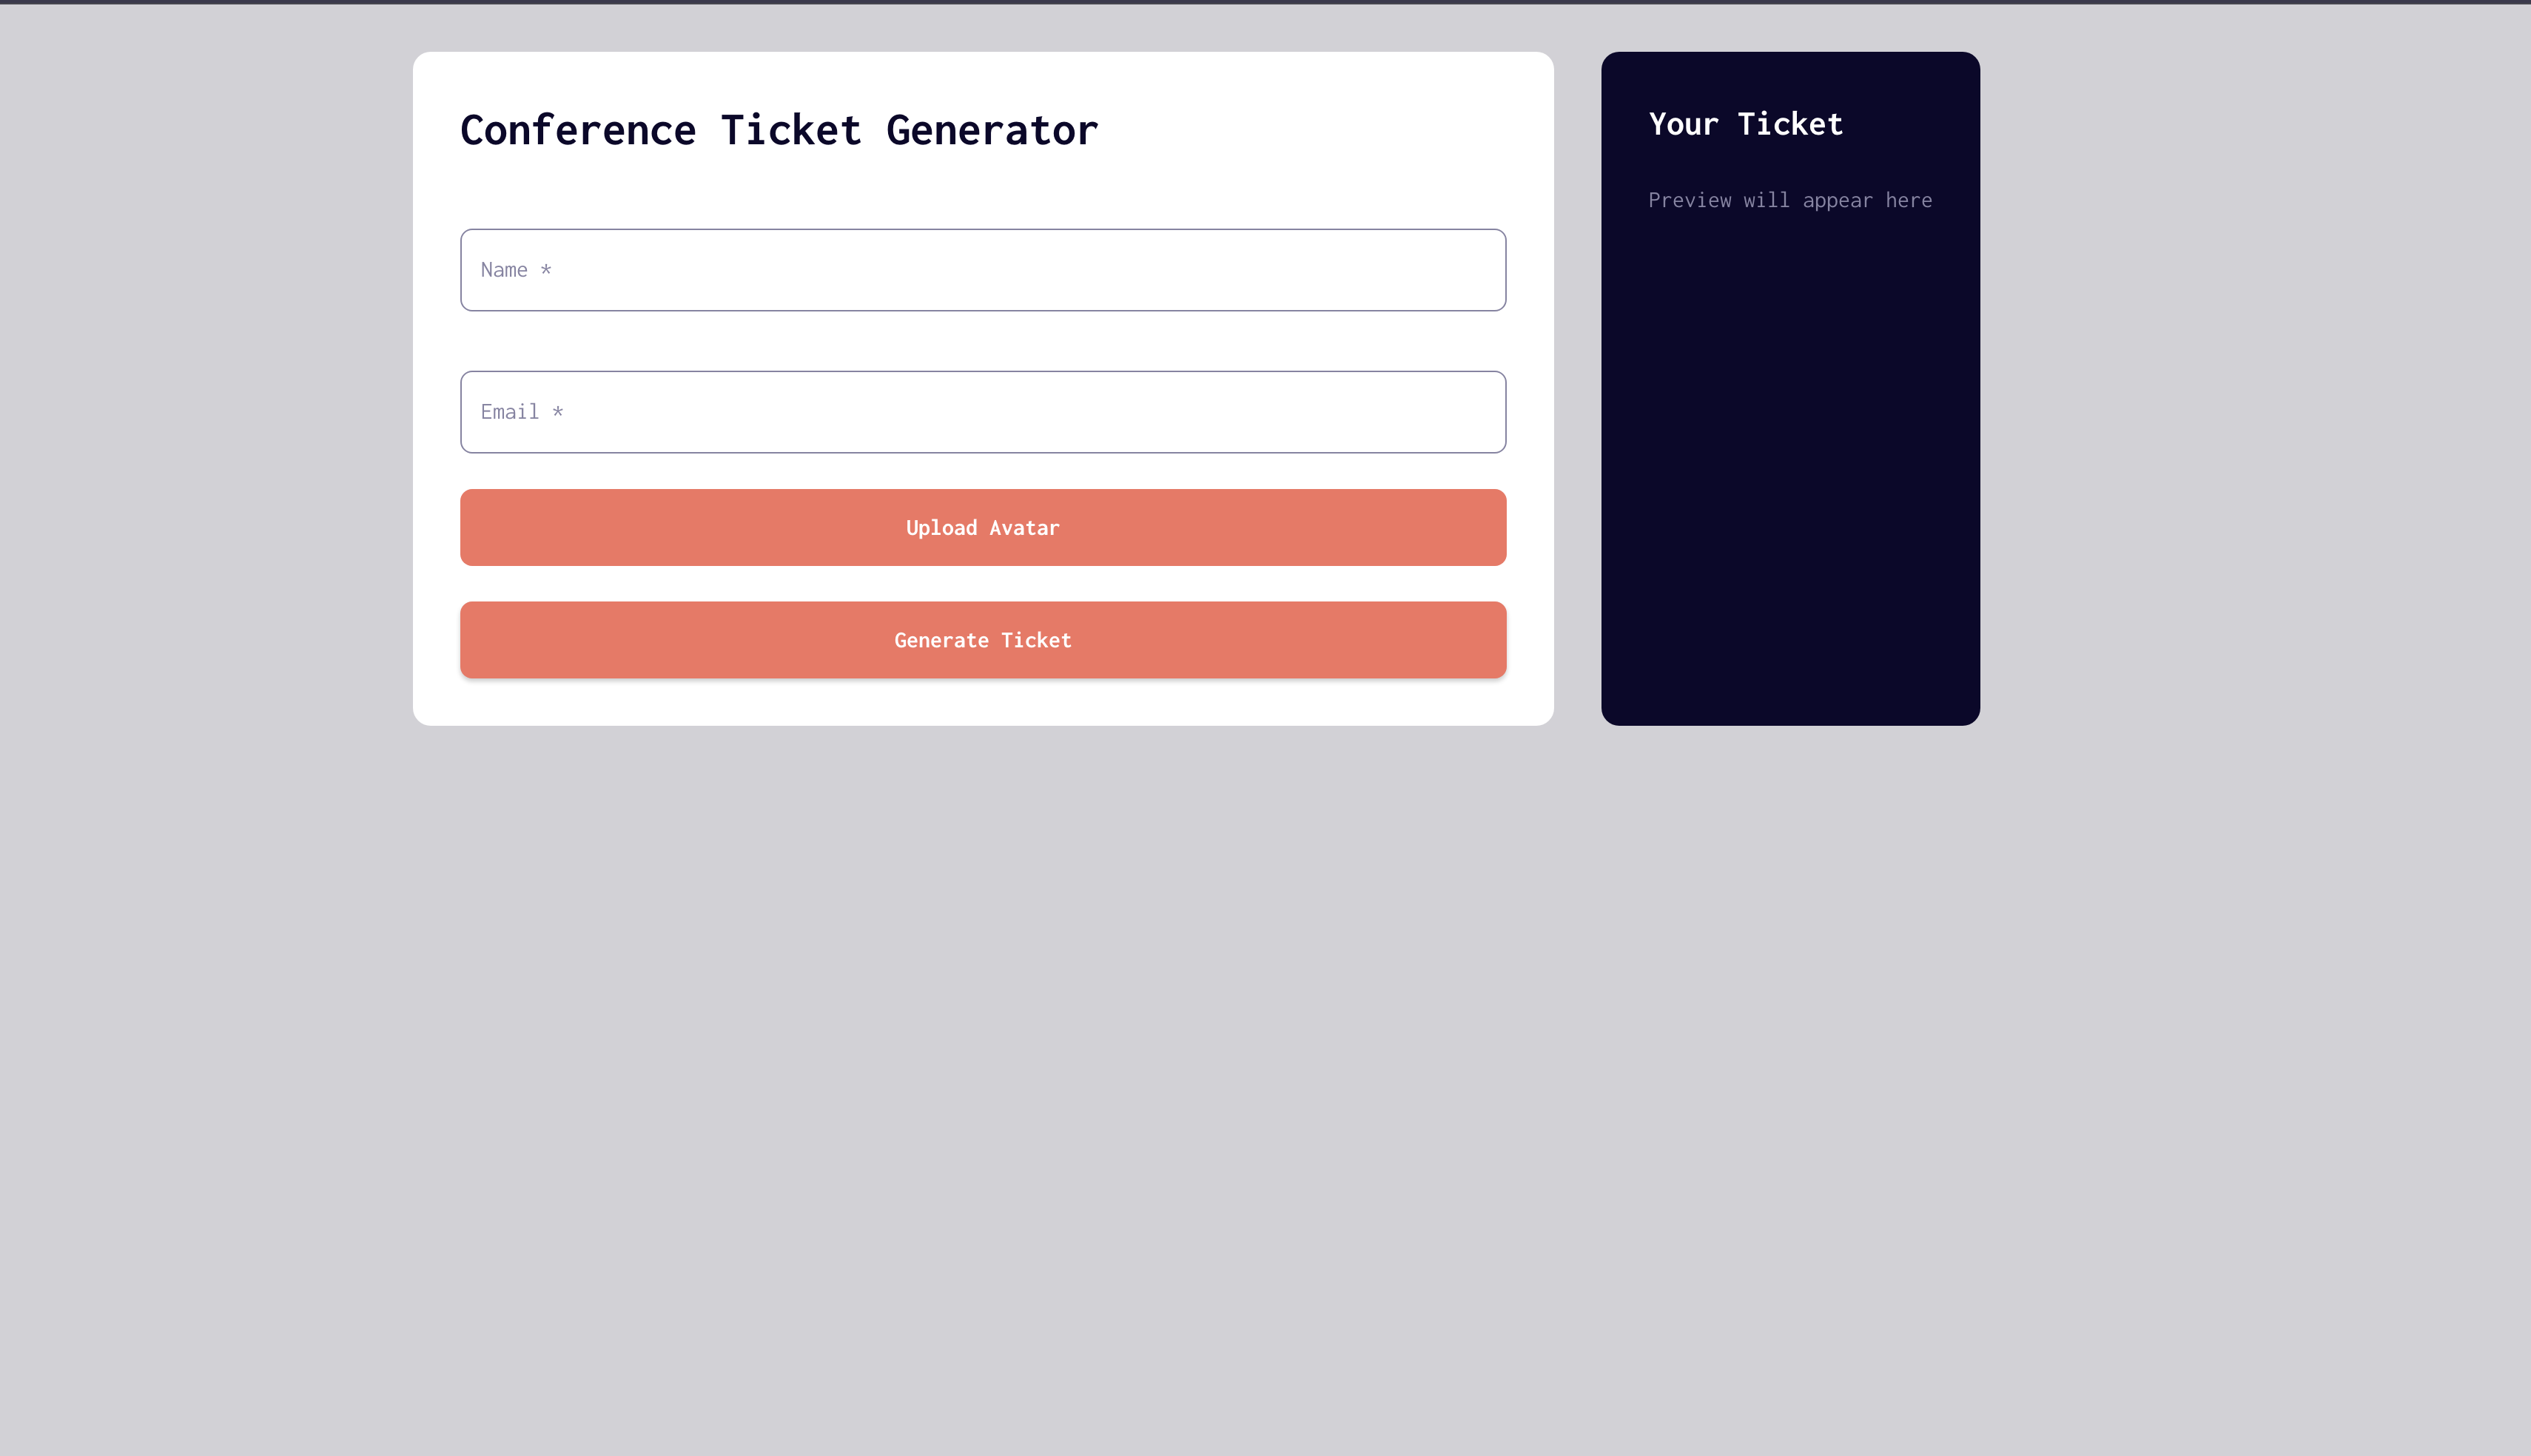 Conference Ticket Generator
Name *
Email *
Upload Avatar
Generate Ticket
Your Ticket
Preview will appear here